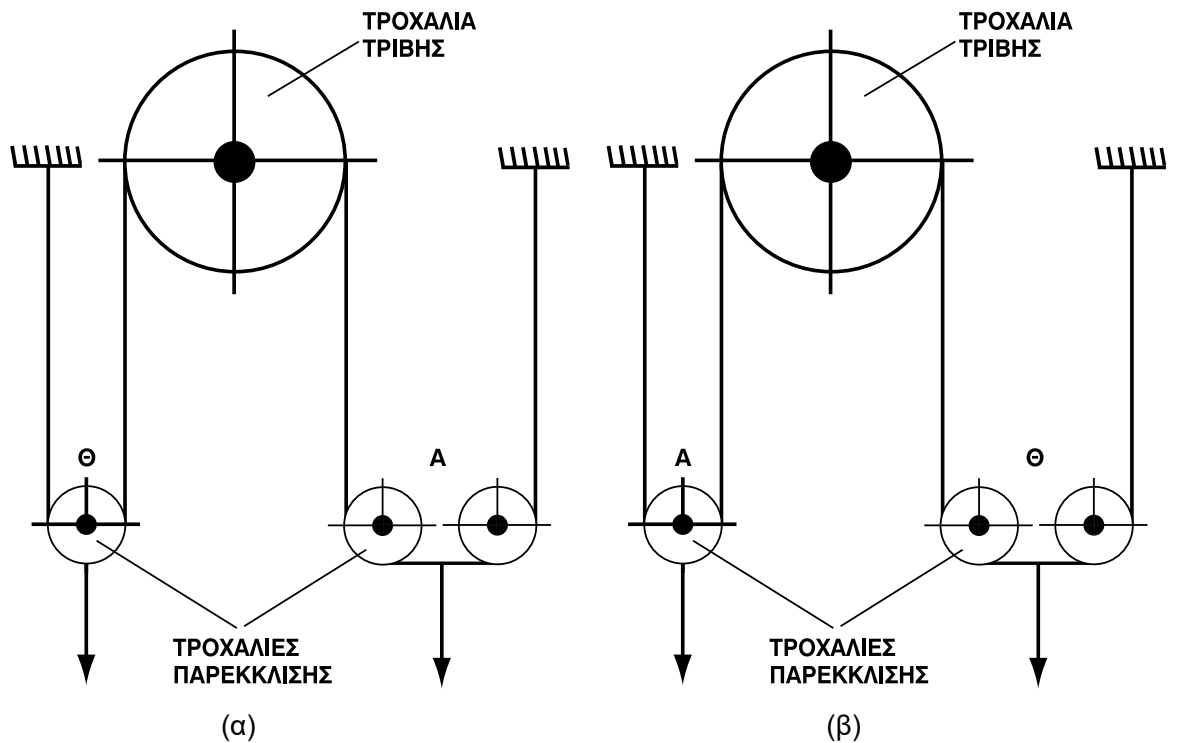 ΤΡΟΧΑΛΙΑ
ΤΡΙΒΗΣ
Θ
Α
ΤΡΟΧΑΛΙΕΣ
ΠΑΡΕΚΚΛΙΣΗΣ
(α)
ΤΡΟΧΑΛΙΑ
ΤΡΙΒΗΣ
Α
Θ
ΤΡΟΧΑΛΙΕΣ
ΠΑΡΕΚΚΛΙΣΗΣ
(β)